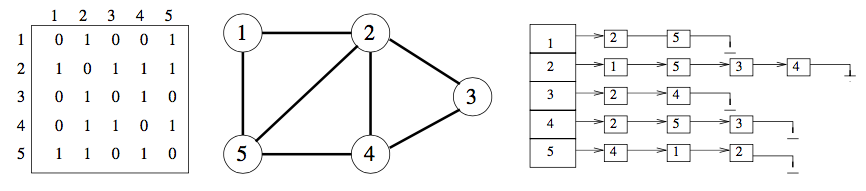 1 2 3 4 5
1 0 1 0 0 1
2 1 0 1 1 1
3 0 1 0 1 0
4 0 1 1 0 1
5 1 1 0 1 0
1 2
3
5 4
1 2 5
2 1 5 3 4
3 2 4
4 2 5 3
5 4 1 2